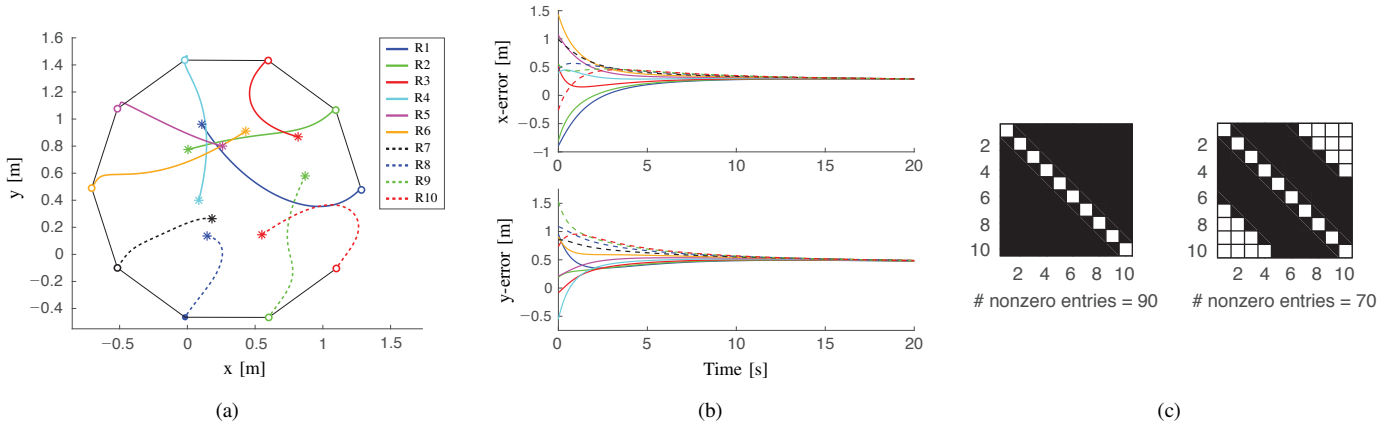 1.6
1.4
1.2
1
0.8
0.6
0.4
0.2
0
−0.2
−0.4
y [m]
−0.5 0 0.5 1 1.5
x [m]
R1
R2
R3
R4
R5
R6
R7
R8
R9
R10
(a)
1.5
1
0.5
0
−0.5
−1
x-error [m]
0 5 10 15 20
1.5
1
0.5
0
−0.5
y-error [m]
0 5 10 15 20
Time [s]
(b)
2
4
6
8
10
2 4 6 8 10
# nonzero entries = 90
2
4
6
8
10
2 4 6 8 10
# nonzero entries = 70
(c)